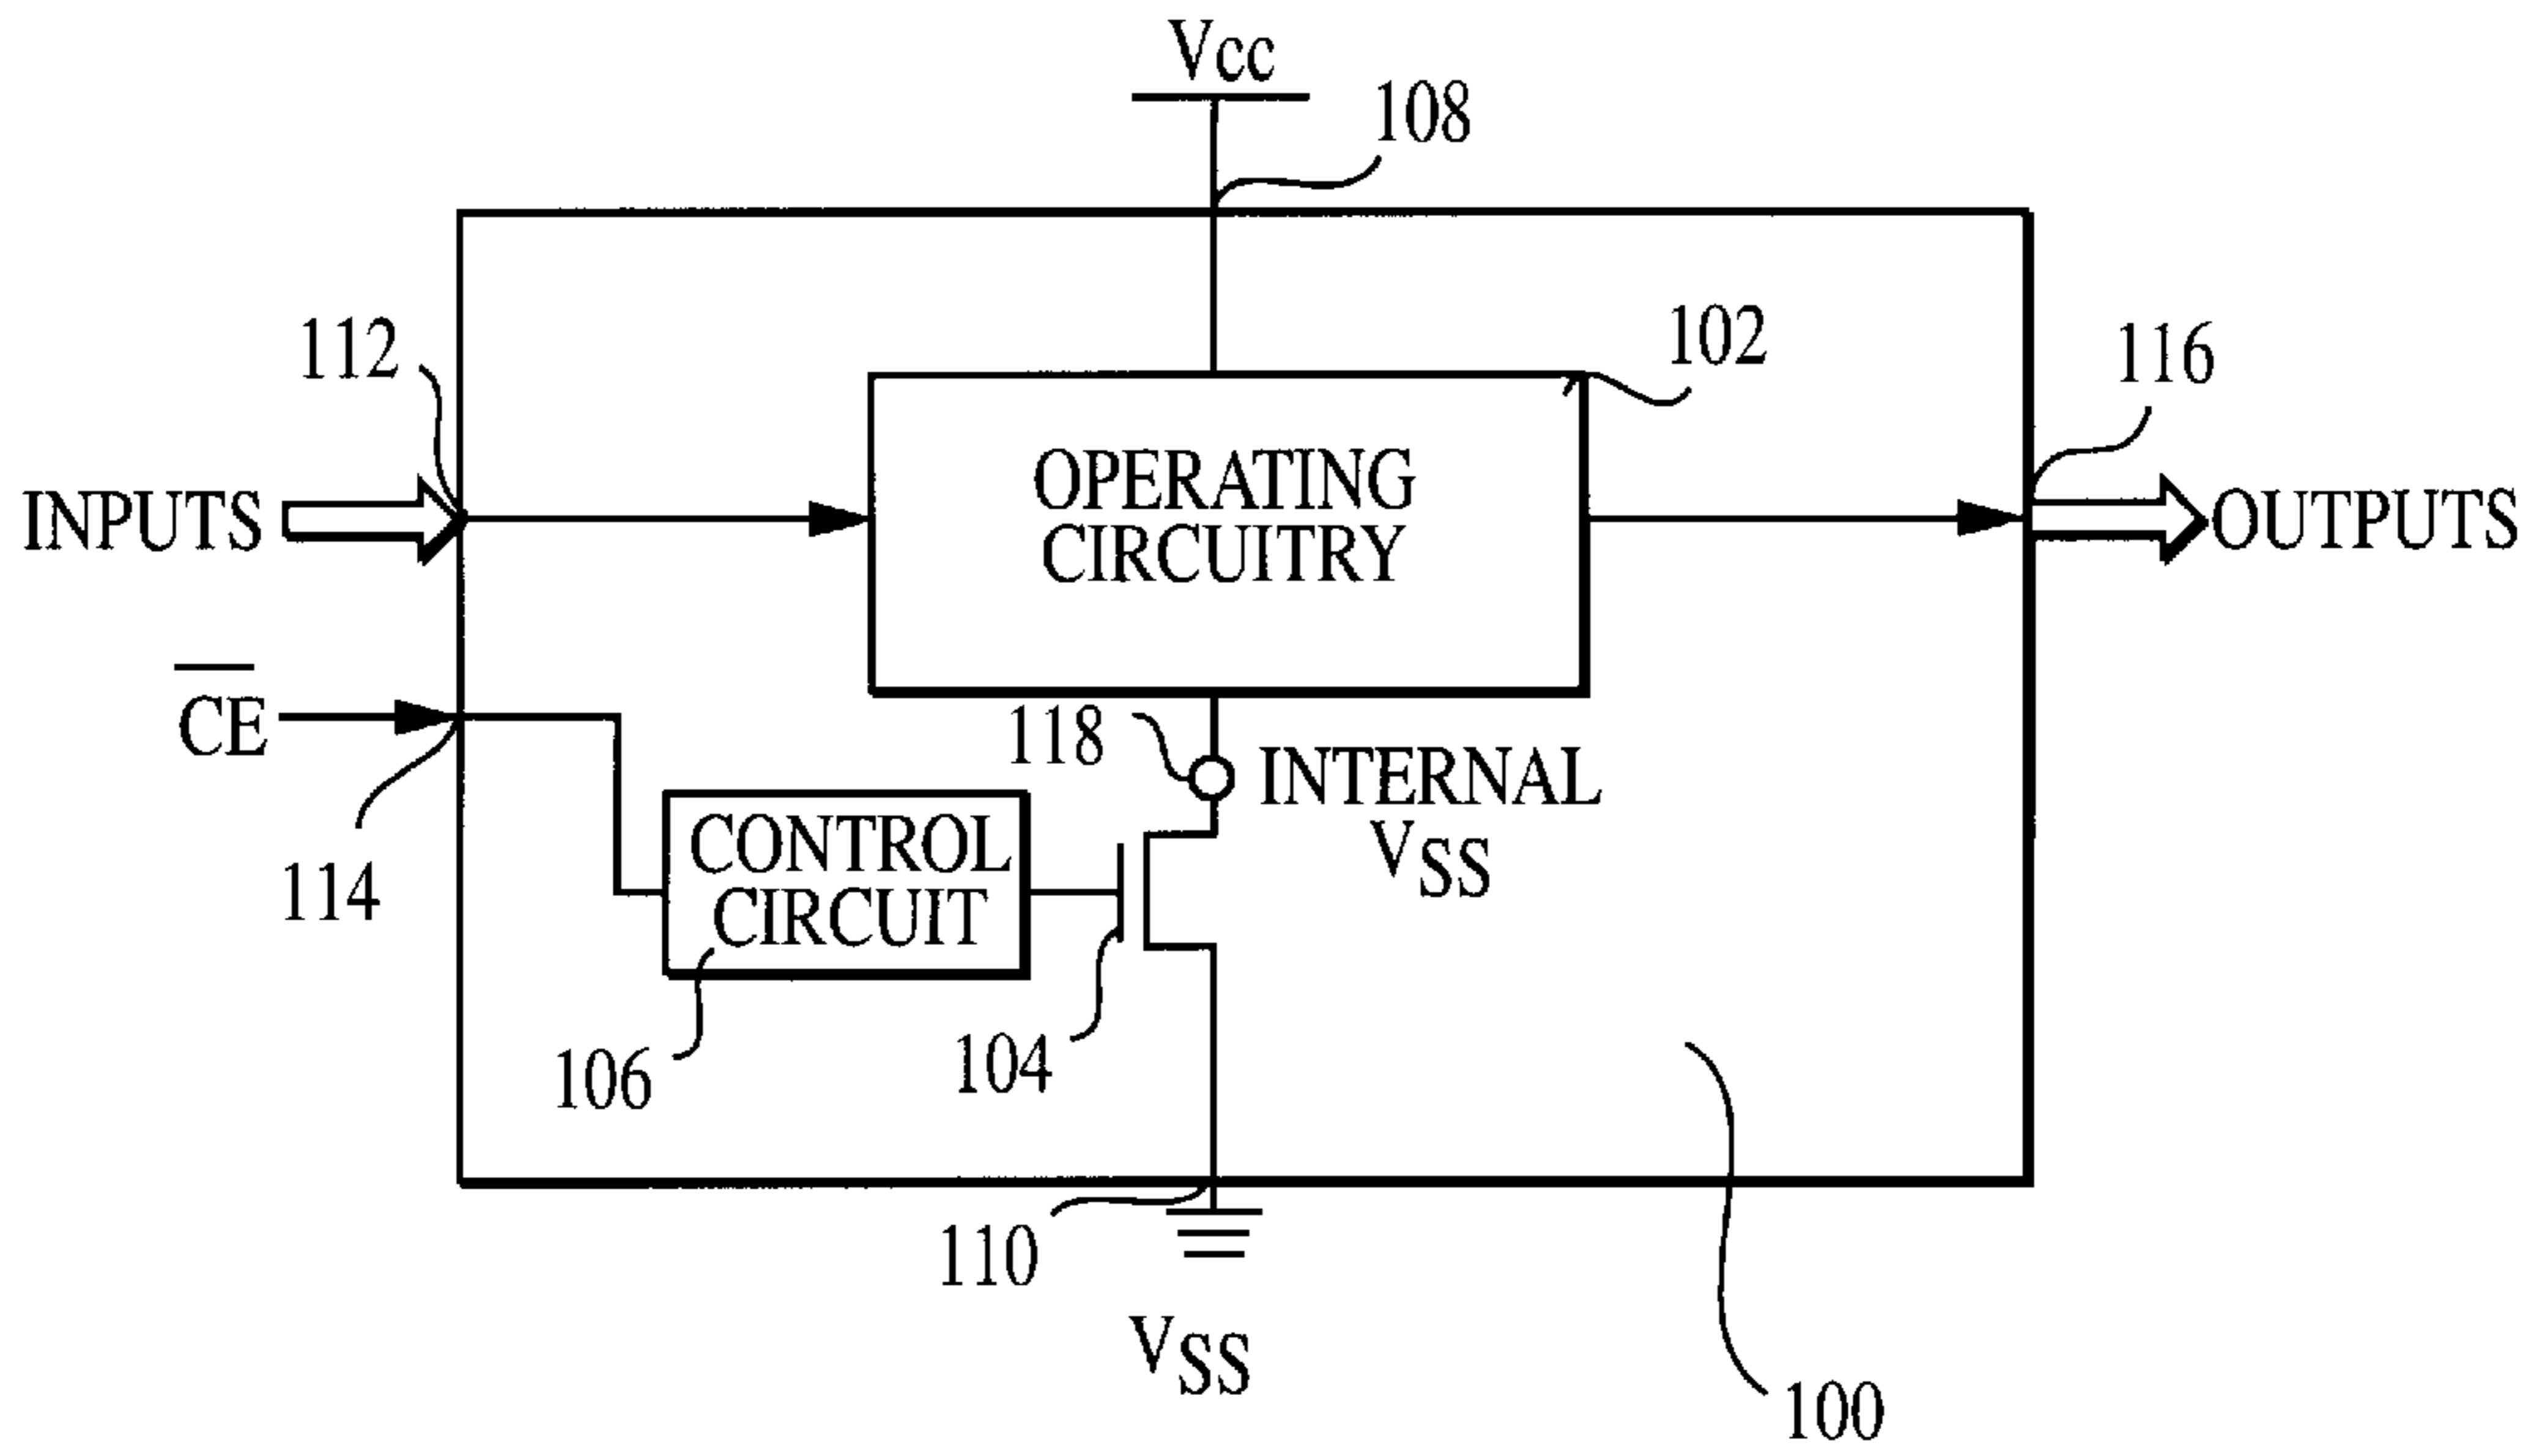 Vcc
108
102
112
116
OPERATING
CIRCUITRY
INPUTS
OUTPUTS
C̅E̅
118
INTERNAL
VSS
CONTROL
CIRCUIT
114
104
106
110
VSS
100